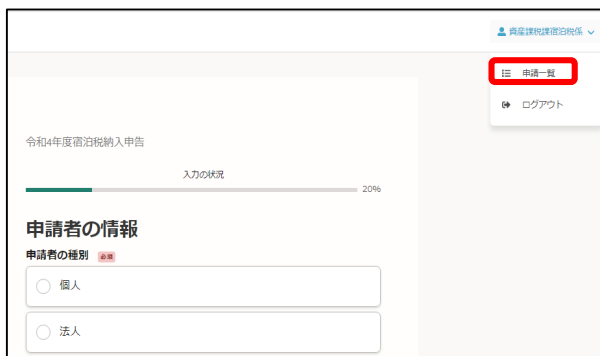 資産課税課宿泊税係
申請一覧
ログアウト
令和4年度宿泊税納入申告
入力の状況
20%
申請者の情報
申請者の種別 必須
個人
法人